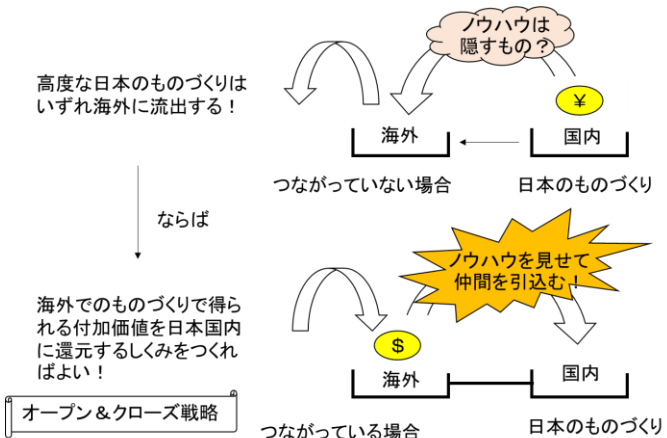 ノウハウは
隠すもの？
高度な日本のものづくりは
いずれ海外に流出する！
¥
海外
国内
つながっていない場合
日本のものづくり
ならば
ノウハウを見せて
仲間を引込む！
海外でのものづくりで得ら
れる付加価値を日本国内
に還元するしくみをつくれ
ばよい！
$
海外
国内
オープン＆クローズ戦略
つながっている場合
日本のものづくり